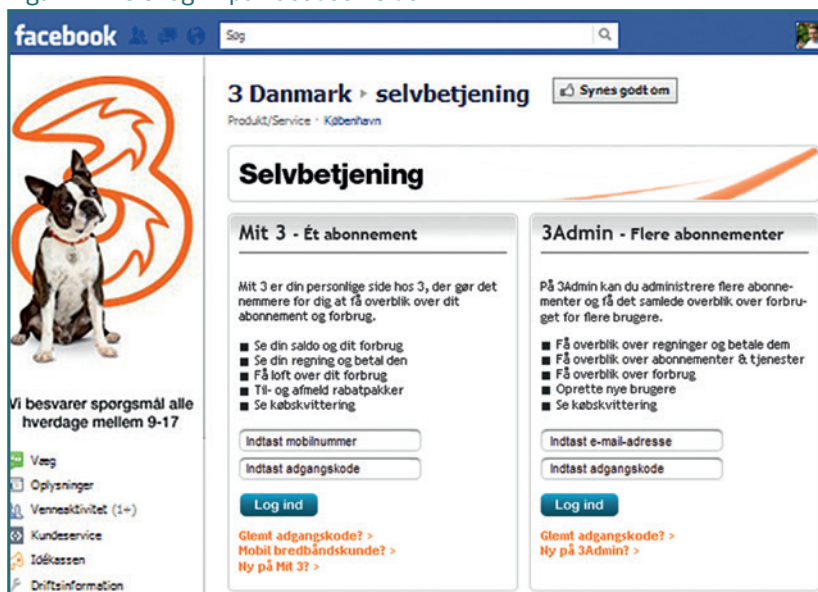 facebook
Søg
3 Danmark ▸ selvbetjening
Synes godt om
Produkt/Service · København
Selvbetjening
Mit 3 - Ét abonnement
Mit 3 er din personlige side hos 3, der gør det
nemmere for dig at få overblik over dit
abonnement og forbrug.
■ Se din saldo og dit forbrug
■ Se din regning og betal den
■ Få loft over dit forbrug
■ Til- og afmeld rabatpakker
■ Se købskvittering
Indtast mobilnummer
Indtast adgangskode
Log ind
Glemt adgangskode? >
Mobil bredbåndskunde? >
Ny på Mit 3? >
3Admin - Flere abonnementer
På 3Admin kan du administrere flere abonne-
menter og få det samlede overblik over forbru-
get for flere brugere.
■ Få overblik over regninger og betale dem
■ Få overblik over abonnementer & tjenester
■ Få overblik over forbrug
■ Oprette nye brugere
■ Se købskvittering
Indtast e-mail-adresse
Indtast adgangskode
Log ind
Glemt adgangskode? >
Ny på 3Admin? >
Vi besvarer spørgsmål alle
hverdage mellem 9-17
Væg
Oplysninger
Venneaktivitet (1+)
Kundeservice
Idékassen
Driftsinformation